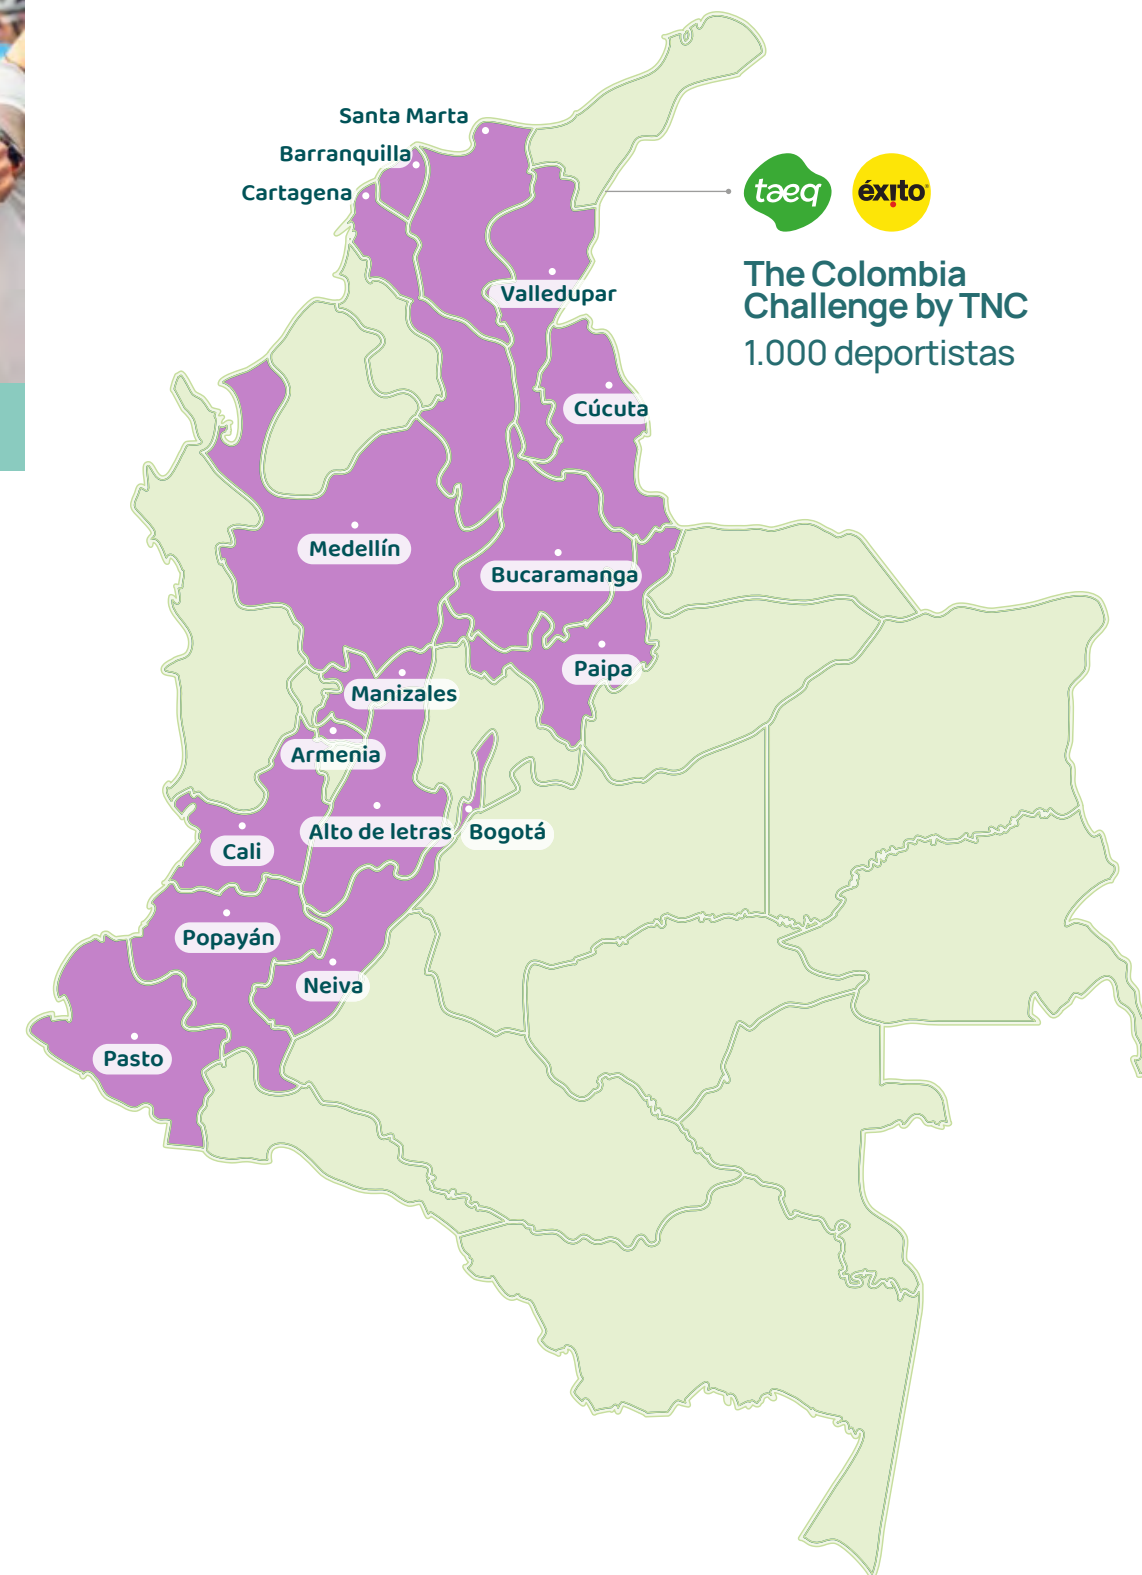 Santa Marta
Barranquilla
Cartagena
taeq
éxito
The Colombia
Challenge by TNC
1.000 deportistas
Valledupar
Cúcuta
Medellín
Bucaramanga
Paipa
Manizales
Armenia
Alto de letras
Bogotá
Cali
Popayán
Neiva
Pasto